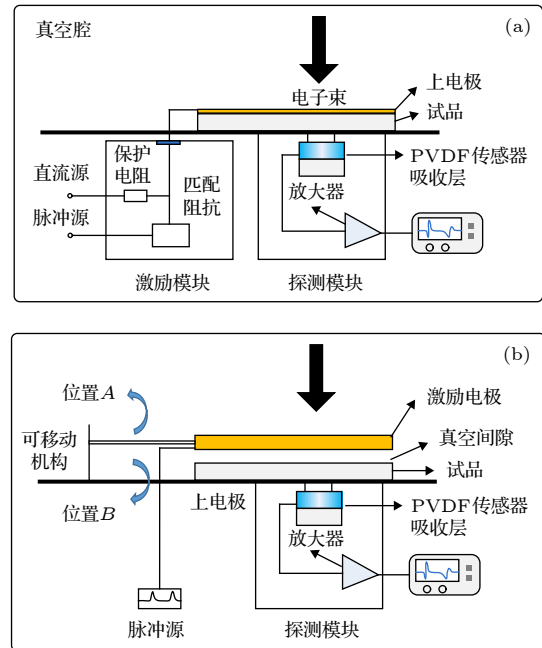 真空腔
(a)
电子束
上电极
试品
保护
电阻
直流源
匹配
阻抗
脉冲源
PVDF传感器
吸收层
放大器
激励模块
探测模块
(b)
位置A
激励电极
可移动
机构
真空间隙
试品
位置B
上电极
PVDF传感器
吸收层
放大器
脉冲源
探测模块